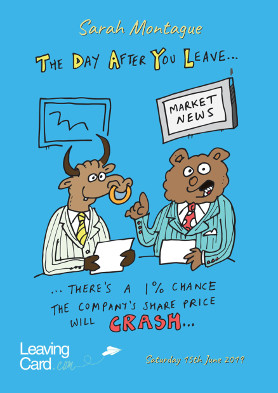 Sarah Montague
THE DAY AFTER YOU LEAVE...
MARKET
NEWS
...THERE'S A 1% CHANCE
THE COMPANY'S SHARE PRICE
WILL CRASH...
Leaving
Card.com
Saturday 15th June 2019